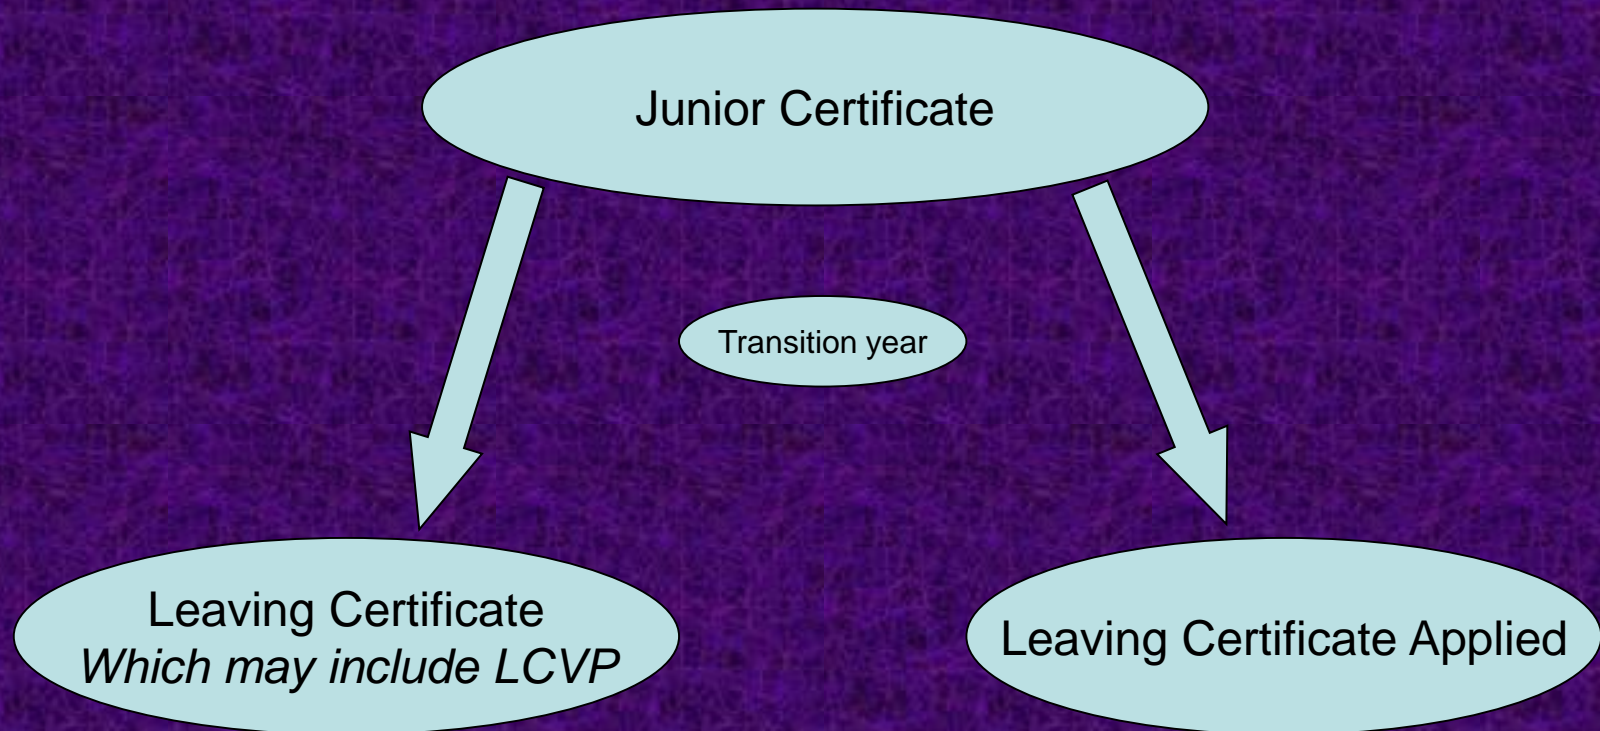 Junior Certificate
Transition year
Leaving Certificate
Which may include LCVP
Leaving Certificate Applied